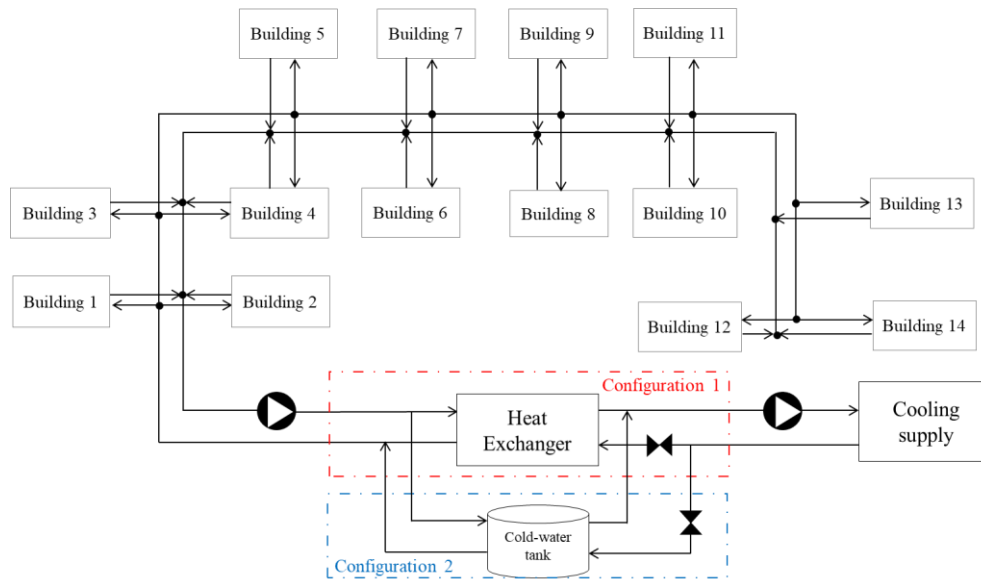 Building 5
Building 7
Building 9
Building 11
Building 3
Building 4
Building 6
Building 8
Building 10
Building 13
Building 1
Building 2
Building 12
Building 14
Configuration 1
Heat
Exchanger
Cooling
supply
Cold-water
tank
Configuration 2